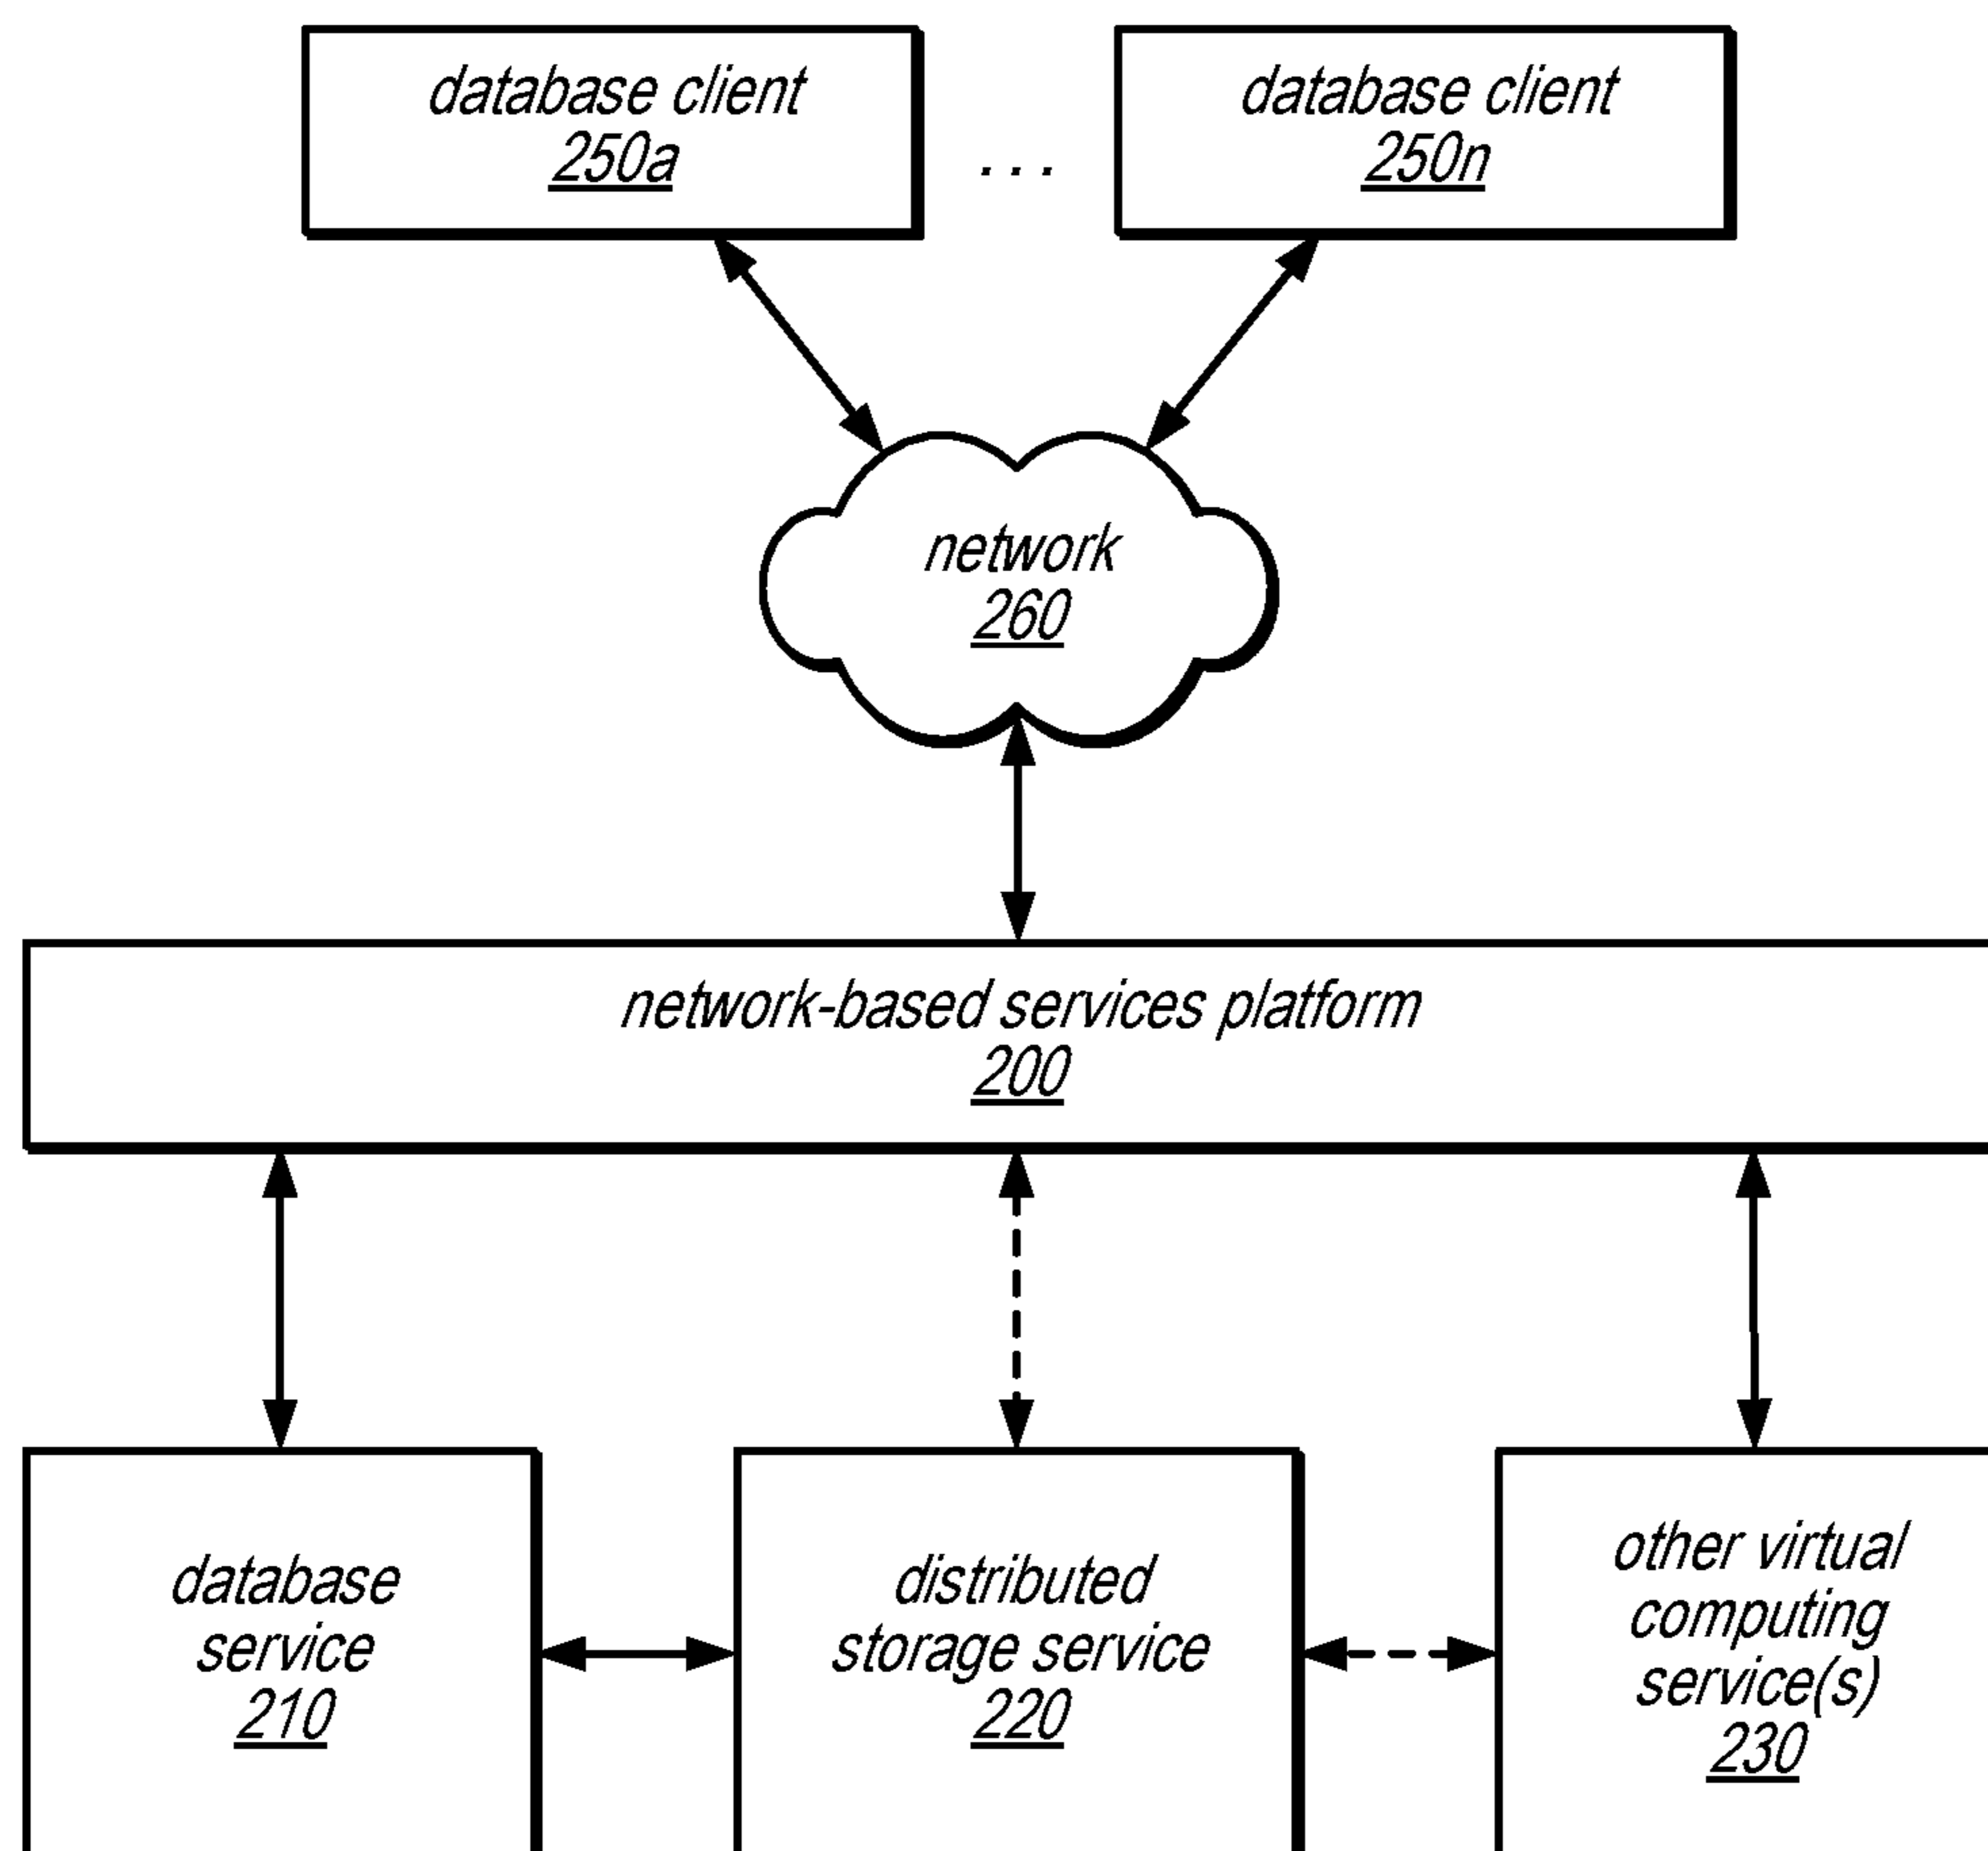 database client
250a
. . .
database client
250n
network
260
network-based services platform
200
database
service
210
distributed
storage service
220
other virtual
computing
service(s)
230